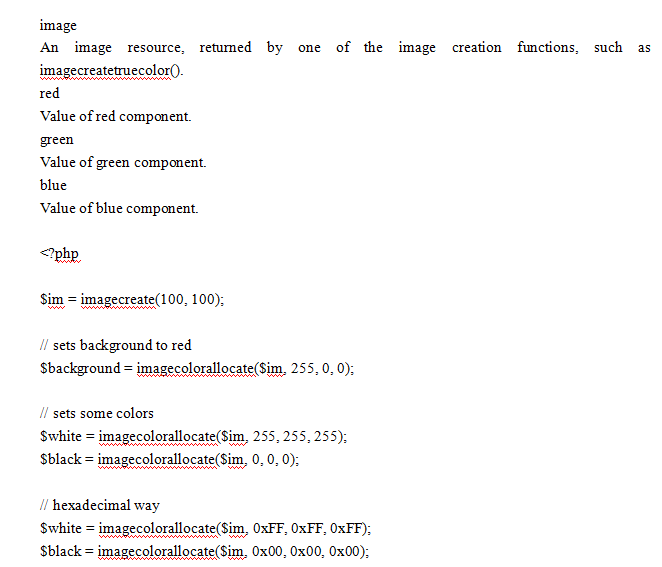 image
An image resource, returned by one of the image creation functions, such as
imagecreatetruecolor().
red
Value of red component.
green
Value of green component.
blue
Value of blue component.
<?php
$im = imagecreate(100, 100);
// sets background to red
$background = imagecolorallocate($im, 255, 0, 0);
// sets some colors
$white = imagecolorallocate($im, 255, 255, 255);
$black = imagecolorallocate($im, 0, 0, 0);
// hexadecimal way
$white = imagecolorallocate($im, 0xFF, 0xFF, 0xFF);
$black = imagecolorallocate($im, 0x00, 0x00, 0x00);